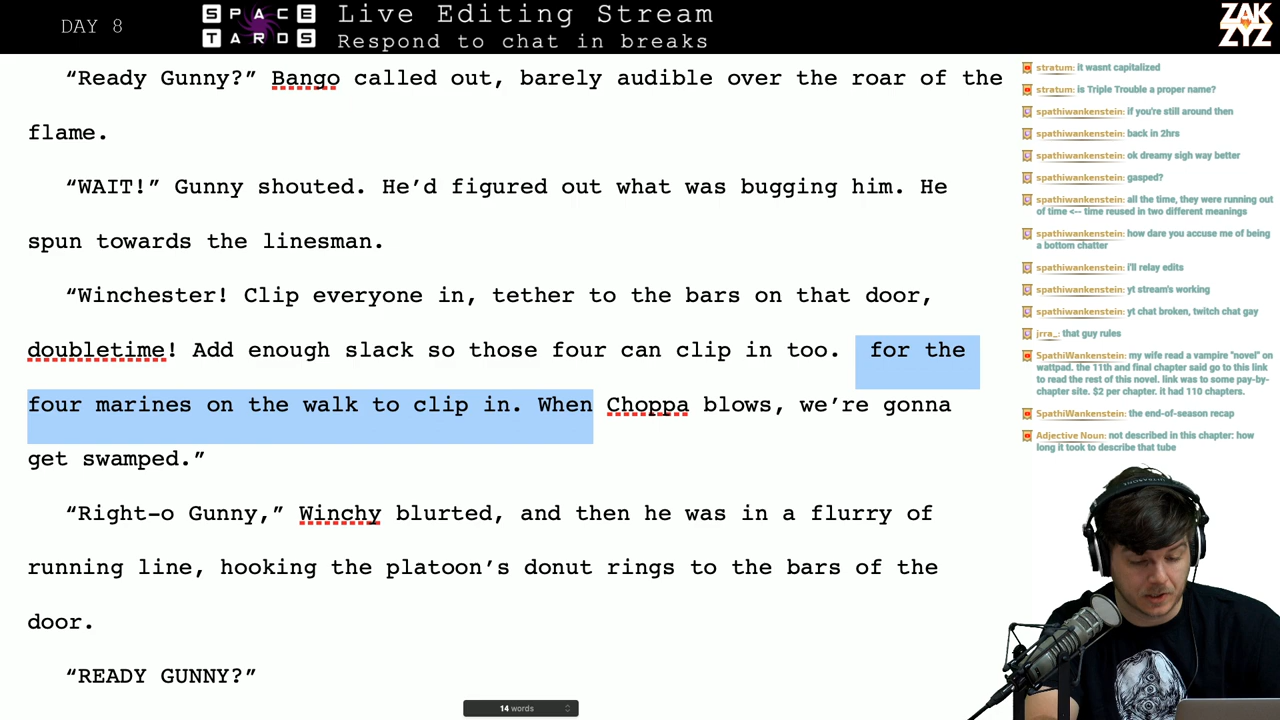 DAY 8
SPACE
TARDS
Live Editing Stream
Respond to chat in breaks
ZAK
ZYZ
“Ready Gunny?” Bango called out, barely audible over the roar of the
flame.
“WAIT!” Gunny shouted. He’d figured out what was bugging him. He
spun towards the linesman.
“Winchester! Clip everyone in, tether to the bars on that door,
doubletime! Add enough slack so those four can clip in too. for the
four marines on the walk to clip in. When Choppa blows, we’re gonna
get swamped.”
“Right–o Gunny,” Winchy blurted, and then he was in a flurry of
running line, hooking the platoon’s donut rings to the bars of the
door.
“READY GUNNY?”
14 words
stratum: it wasnt capitalized
stratum: is Triple Trouble a proper name?
spathiwankenstein: if you're still around then
spathiwankenstein: back in 2hrs
spathiwankenstein: ok dreamy sigh way better
spathiwankenstein: gasped?
spathiwankenstein: all the time, they were running out
of time <-- time reused in two different meanings
spathiwankenstein: how dare you accuse me of being
a bottom chatter
spathiwankenstein: i'll relay edits
spathiwankenstein: yt stream's working
spathiwankenstein: yt chat broken, twitch chat gay
jrra_: that guy rules
SpathiWankenstein: my wife read a vampire "novel" on
wattpad. the 11th and final chapter said go to this link
to read the rest of this novel. link was to some pay-by-
chapter site. $2 per chapter. it had 110 chapters.
SpathiWankenstein: the end-of-season recap
Adjective Noun: not described in this chapter: how
long it took to describe that tube